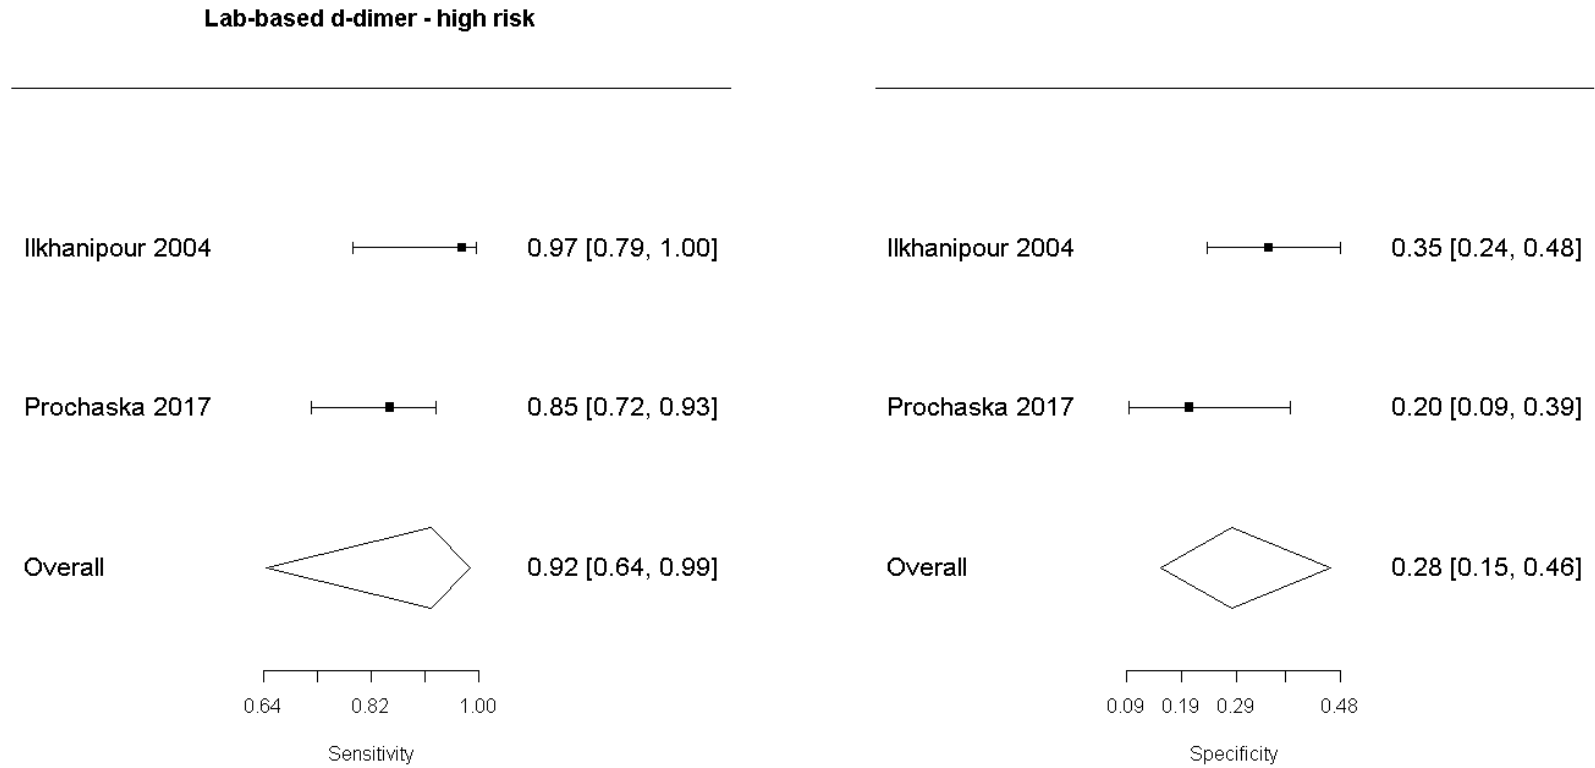 Lab-based d-dimer - high risk
Ilkhanipour 2004 0.97 [0.79, 1.00]
Prochaska 2017 0.85 [0.72, 0.93]
Overall 0.92 [0.64, 0.99]
0.64 0.82 1.00
Sensitivity
Ilkhanipour 2004 0.35 [0.24, 0.48]
Prochaska 2017 0.20 [0.09, 0.39]
Overall 0.28 [0.15, 0.46]
0.09 0.19 0.29 0.48
Specificity